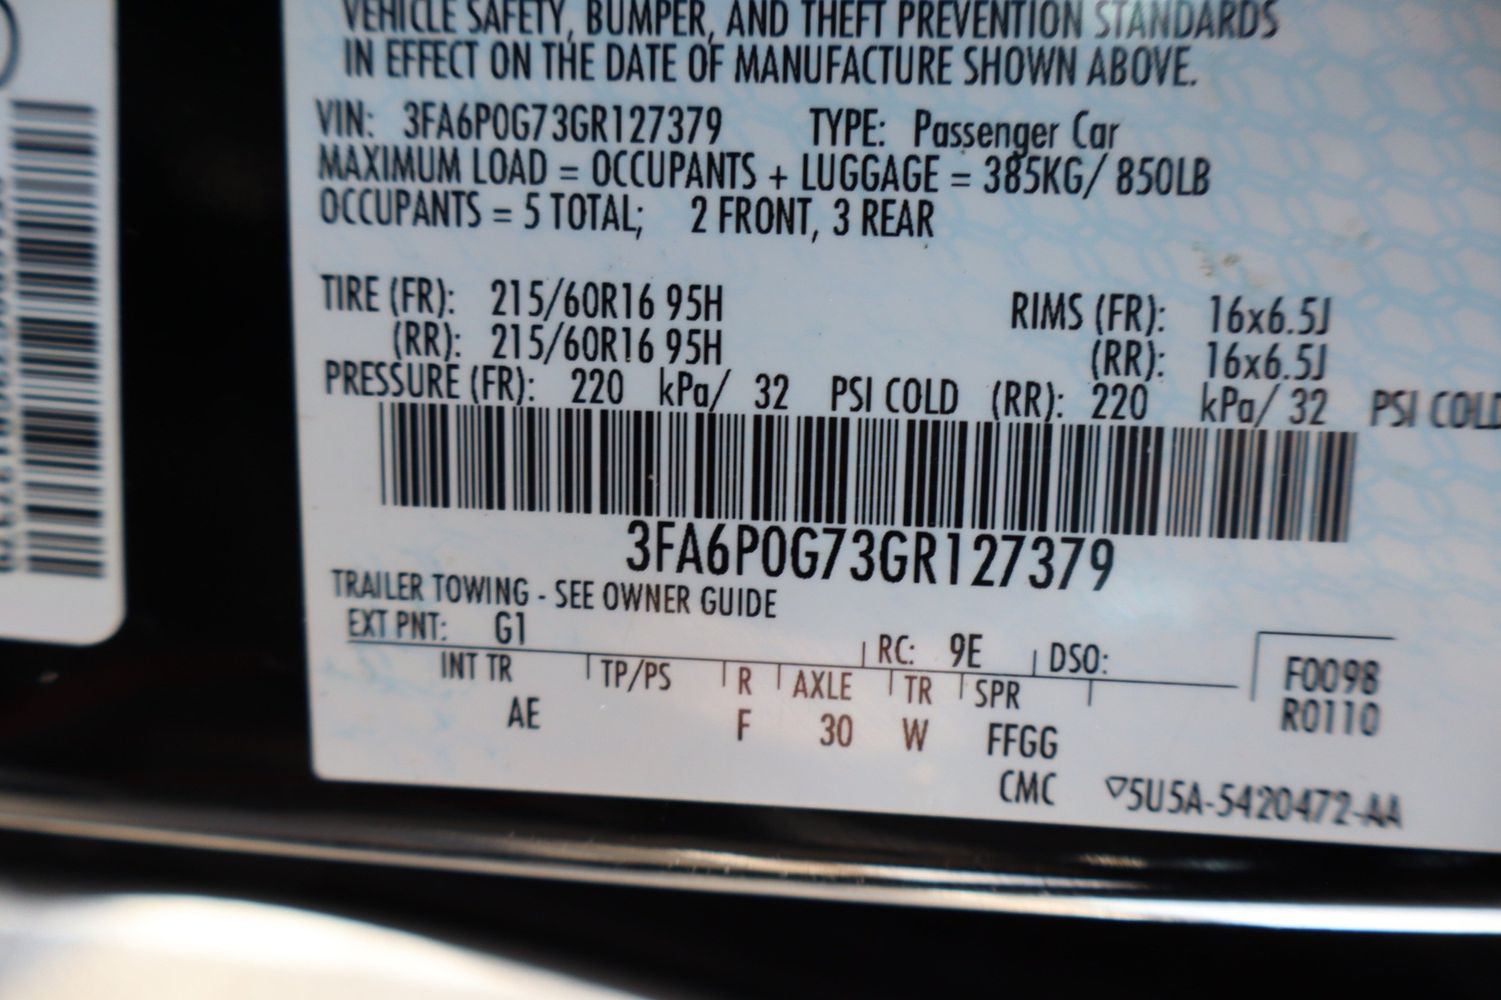 VEHICLE SAFETY, BUMPER, AND THEFT PREVENTION STANDARDS
IN EFFECT ON THE DATE OF MANUFACTURE SHOWN ABOVE.
VIN: 3FA6P0G73GR127379 TYPE: Passenger Car
MAXIMUM LOAD = OCCUPANTS + LUGGAGE = 385KG/ 850LB
OCCUPANTS = 5 TOTAL; 2 FRONT, 3 REAR
TIRE (FR): 215/60R16 95H RIMS (FR): 16x6.5J
(RR): 215/60R16 95H (RR): 16x6.5J
PRESSURE (FR): 220 kPa/ 32 PSI COLD (RR): 220 kPa/ 32 PSI COLD
3FA6P0G73GR127379
TRAILER TOWING - SEE OWNER GUIDE
EXT PNT: G1 RC: 9E DSO: F0098
INT TR TP/PS R AXLE TR SPR R0110
AE F 30 W FFGG
CMC ▽5U5A-5420472-AA